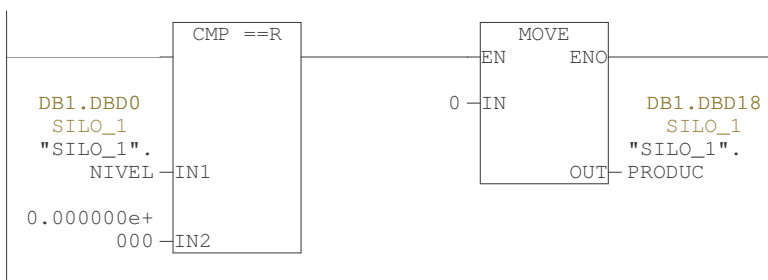 CMP ==R
MOVE
EN ENO
DB1.DBD0
SILO_1
"SILO_1".
NIVEL IN1
0 IN
DB1.DBD18
SILO_1
"SILO_1".
OUT PRODUC
0.000000e+
000 IN2